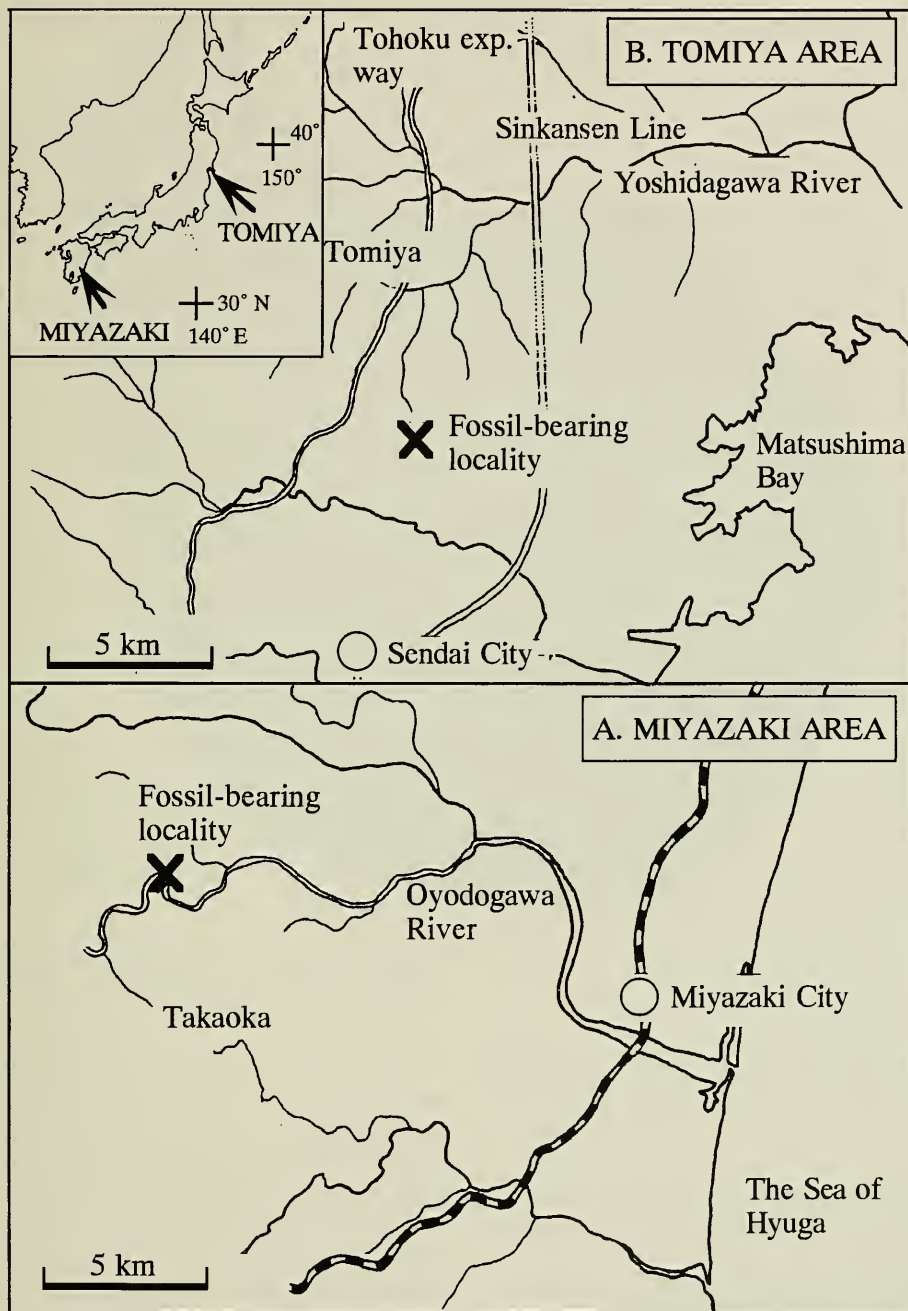 Tohoku exp.
way
B. TOMIYA AREA
Sinkansen Line
Yoshidagawa River
40°
150°
TOMIYA
Tomiya
30° N
140° E
MIYAZAKI
Fossil-bearing
locality
Matsushima
Bay
5 km
Sendai City
A. MIYAZAKI AREA
Fossil-bearing
locality
Oyodogawa
River
Miyazaki City
Takaoka
The Sea of
Hyuga
5 km